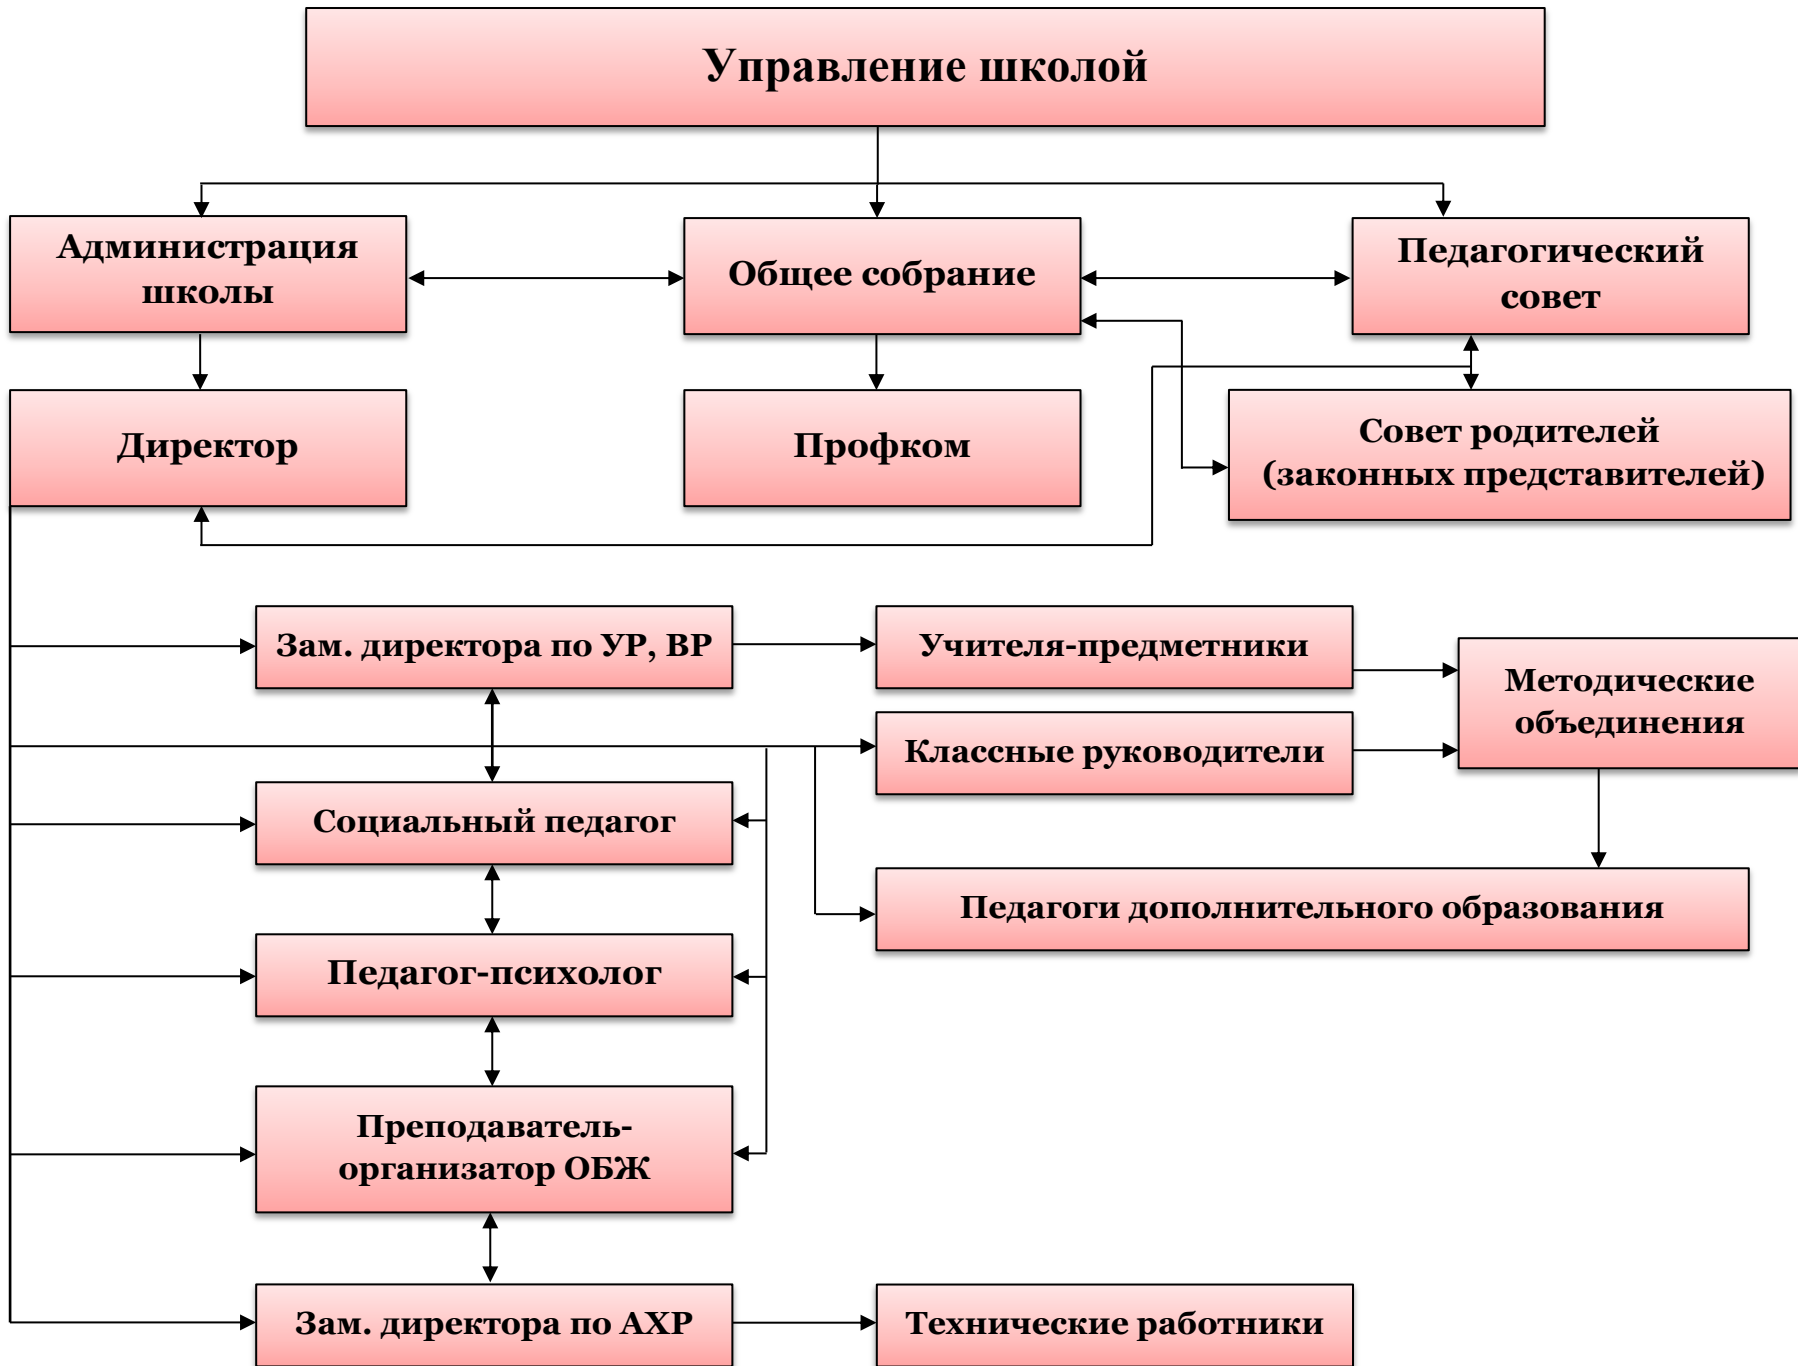 Управление школой
Администрация
школы
Общее собрание
Педагогический
совет
Директор
Профком
Совет родителей
(законных представителей)
Зам. директора по УР, ВР
Учителя-предметники
Методические
объединения
Классные руководители
Социальный педагог
Педагоги дополнительного образования
Педагог-психолог
Преподаватель-
организатор ОБЖ
Зам. директора по АХР
Технические работники